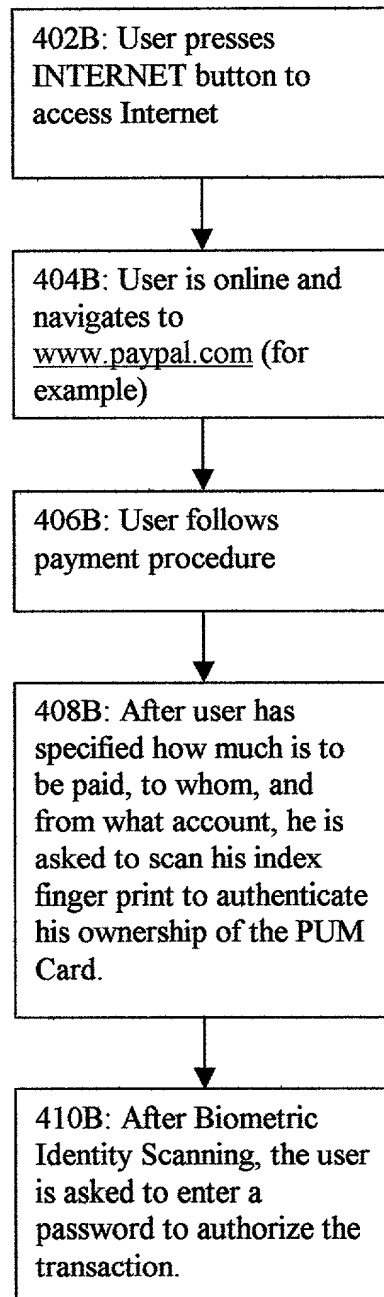 402B: User presses
INTERNET button to
access Internet
404B: User is online and
navigates to
www.paypal.com (for
example)
406B: User follows
payment procedure
408B: After user has
specified how much is to
be paid, to whom, and
from what account, he is
asked to scan his index
finger print to authenticate
his ownership of the PUM
Card.
410B: After Biometric
Identity Scanning, the user
is asked to enter a
password to authorize the
transaction.